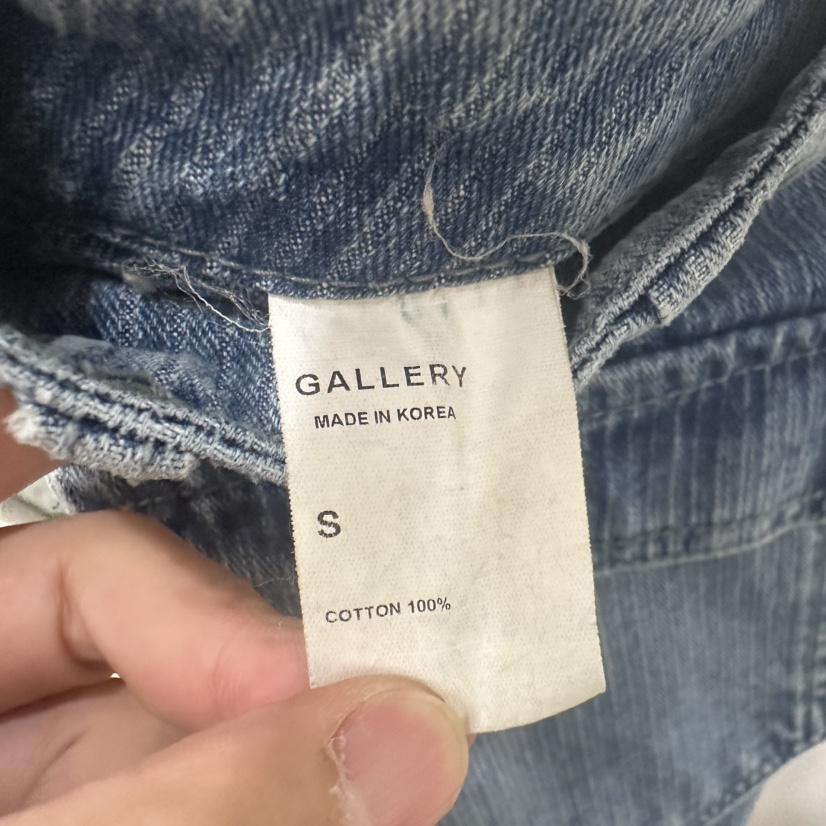 GALLERY
MADE IN KOREA
S
COTTON 100%